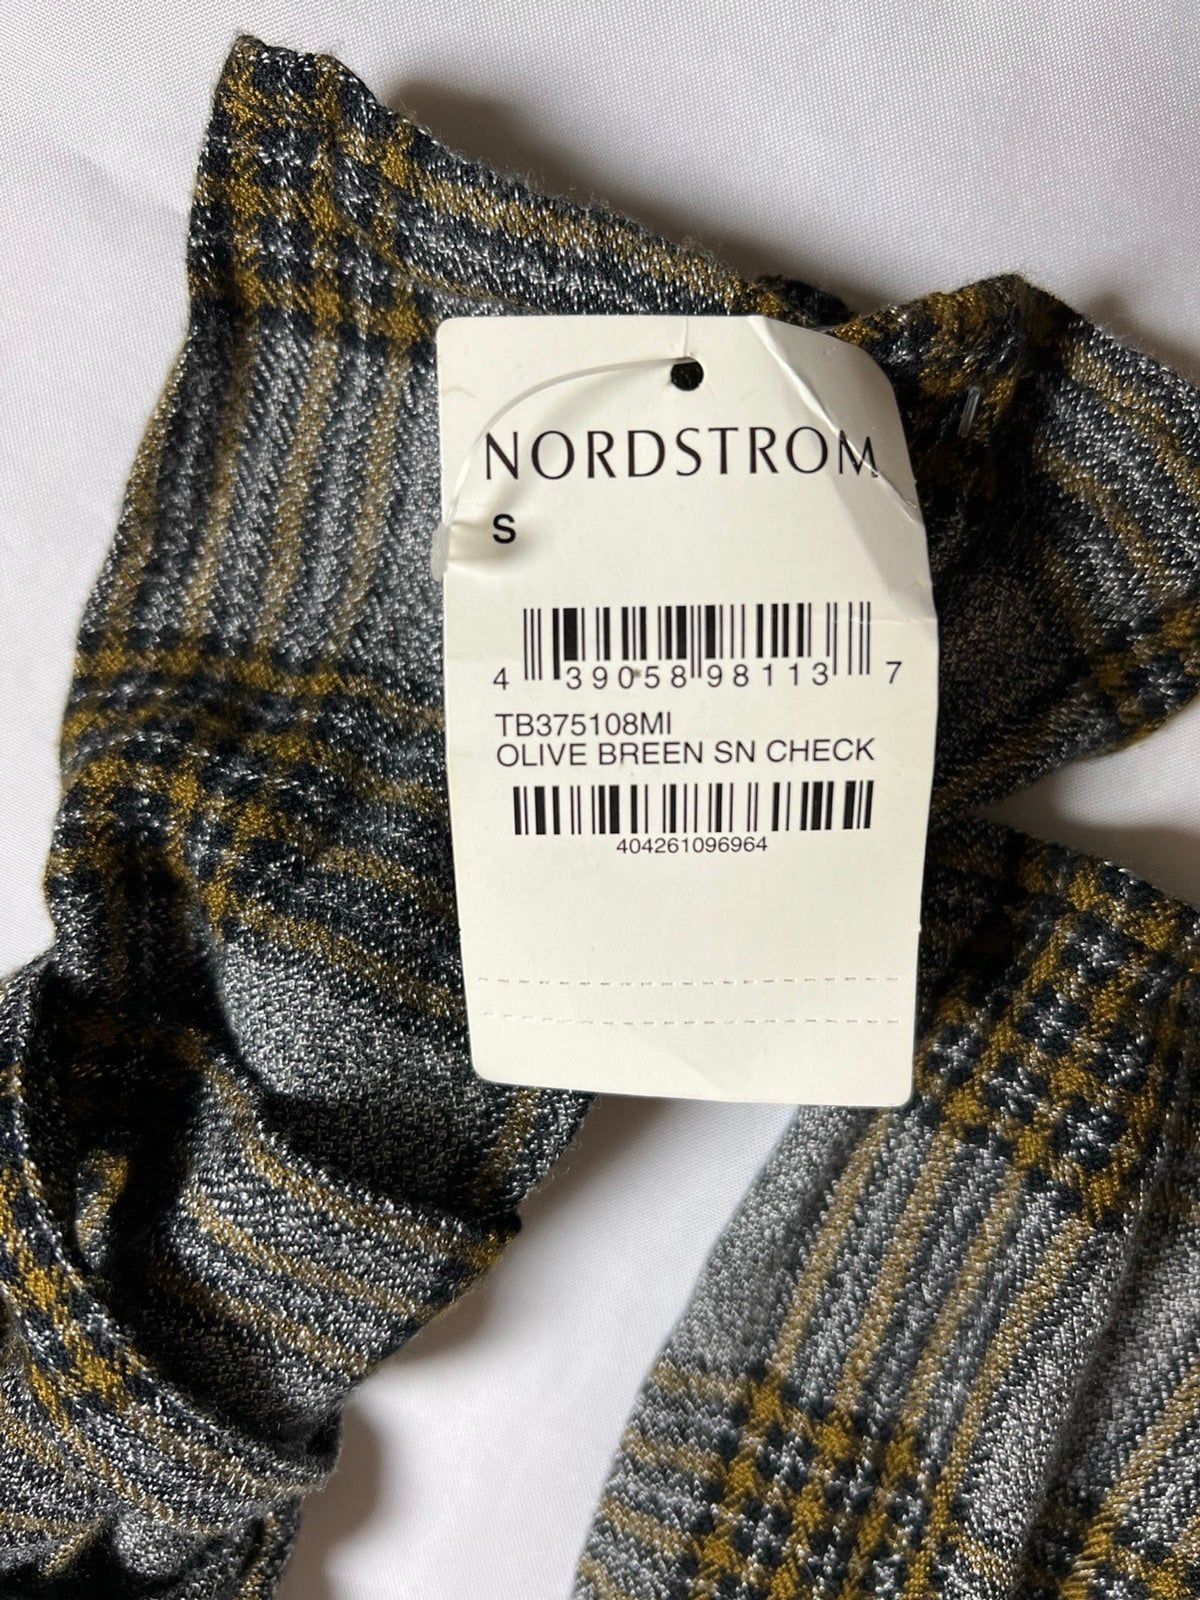 NORDSTROM
S
4 39058 98113 7
TB375108MI
OLIVE BREEN SN CHECK
404261096964